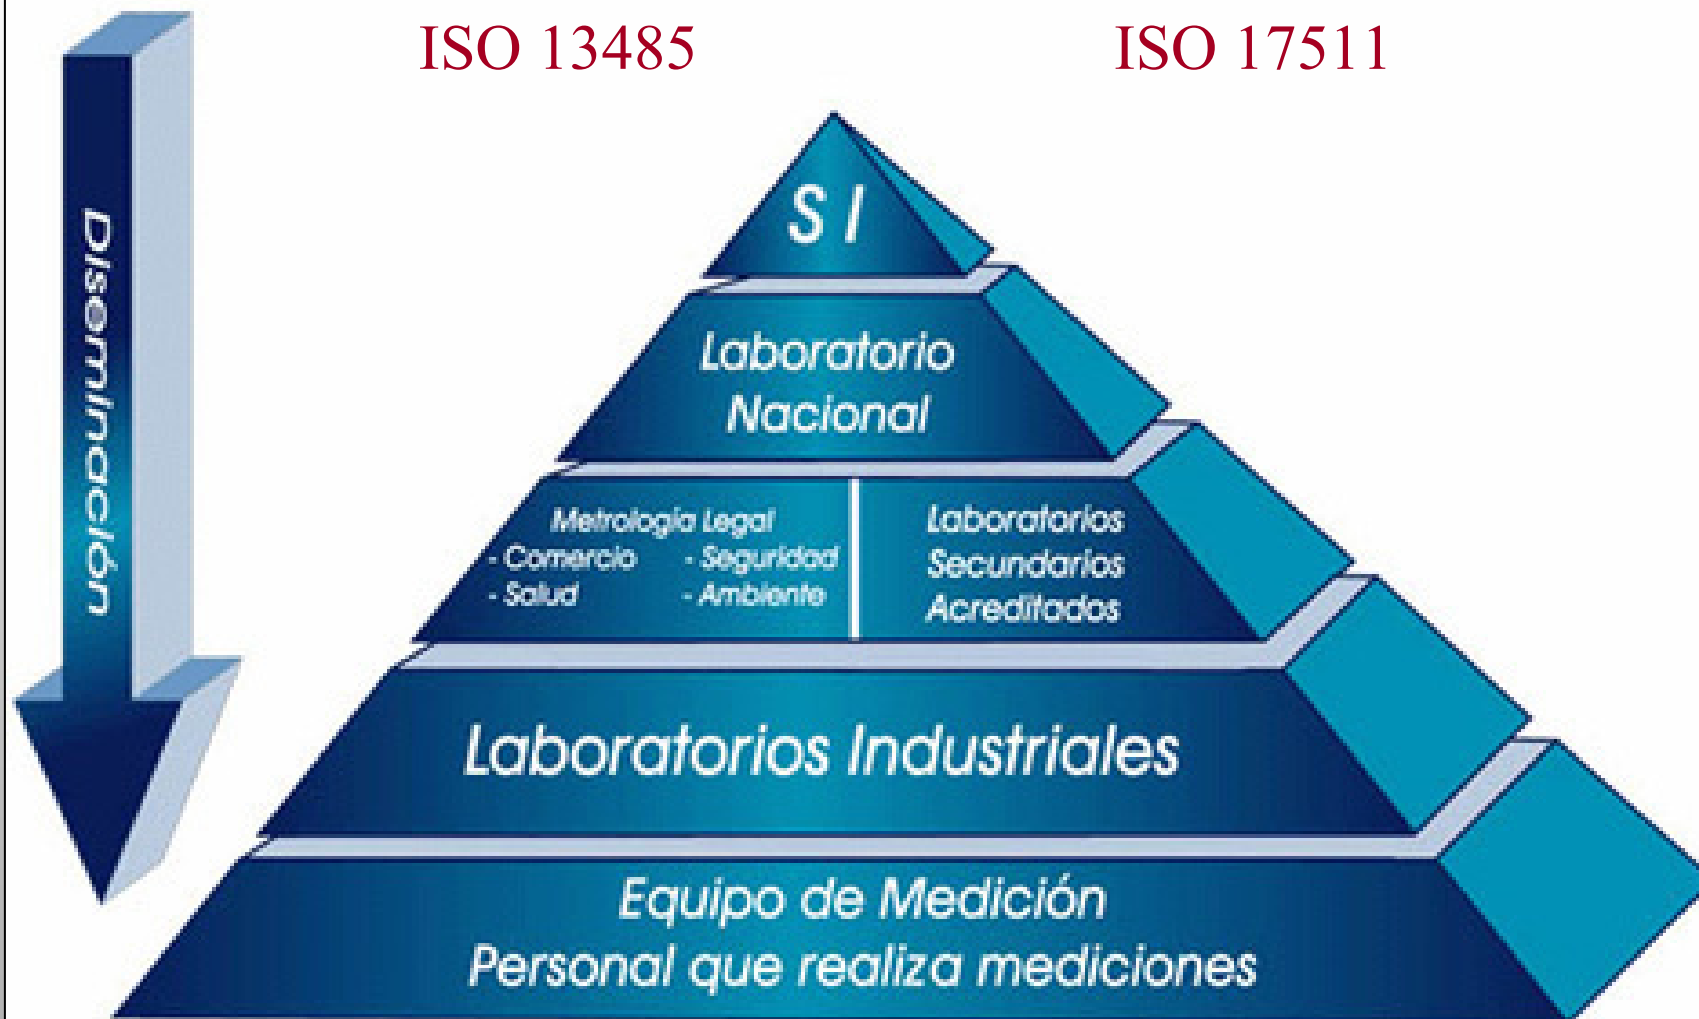 ISO 13485
ISO 17511
Diseminación
S I
Laboratorio
Nacional
Metrología Legal
- Comercio - Seguridad
- Salud - Ambiente
Laboratorios
Secundarios
Acreditados
Laboratorios Industriales
Equipo de Medición
Personal que realiza mediciones